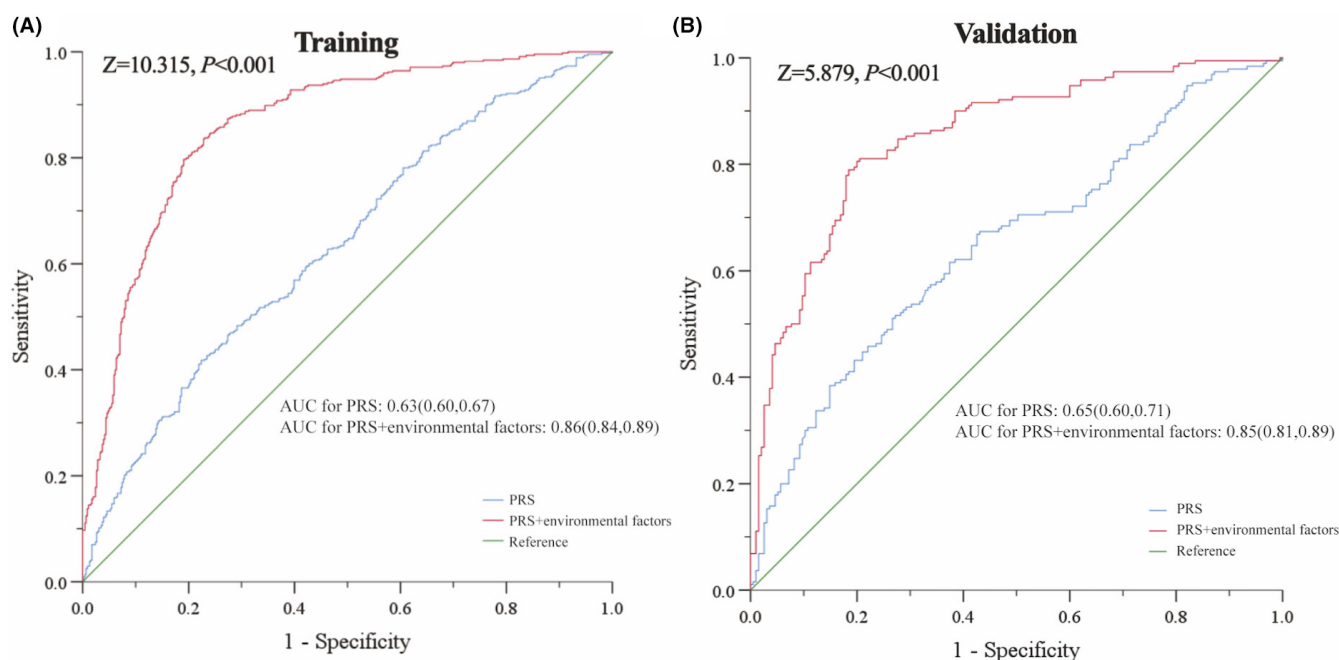 (A)
Training
Z=10.315, P<0.001
1.0
0.8
0.6
0.4
0.2
0.0
Sensitivity
AUC for PRS: 0.63(0.60,0.67)
AUC for PRS+environmental factors: 0.86(0.84,0.89)
PRS
PRS+environmental factors
Reference
0.0 0.2 0.4 0.6 0.8 1.0
1 - Specificity
(B)
Validation
Z=5.879, P<0.001
1.0
0.8
0.6
0.4
0.2
0.0
Sensitivity
AUC for PRS: 0.65(0.60,0.71)
AUC for PRS+environmental factors: 0.85(0.81,0.89)
PRS
PRS+environmental factors
Reference
0.0 0.2 0.4 0.6 0.8 1.0
1 - Specificity